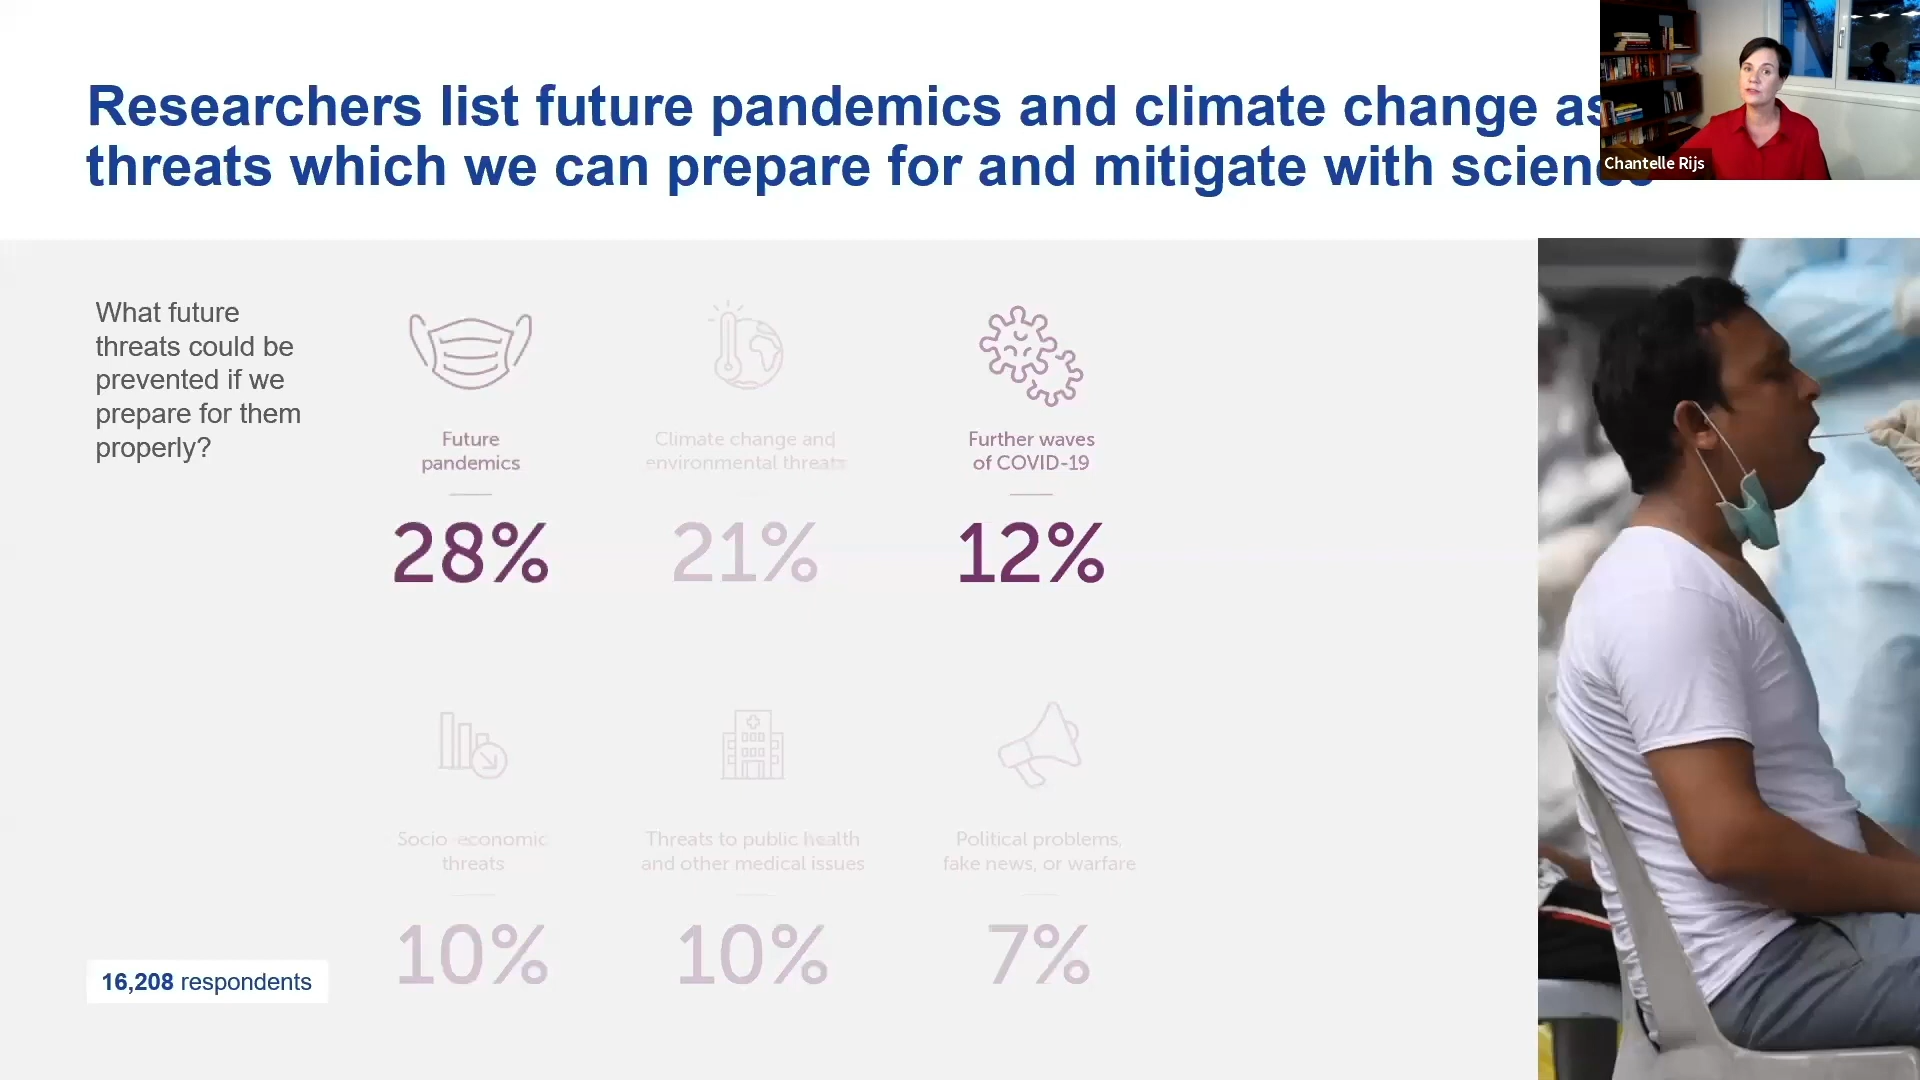 Researchers list future pandemics and climate change as
threats which we can prepare for and mitigate with science
Chantelle Rijs
What future
threats could be
prevented if we
prepare for them
properly?
Future
pandemics
28%
Climate change and
environmental threats
21%
Further waves
of COVID-19
12%
Socio-economic
threats
10%
Threats to public health
and other medical issues
10%
Political problems,
fake news, or warfare
7%
16,208 respondents